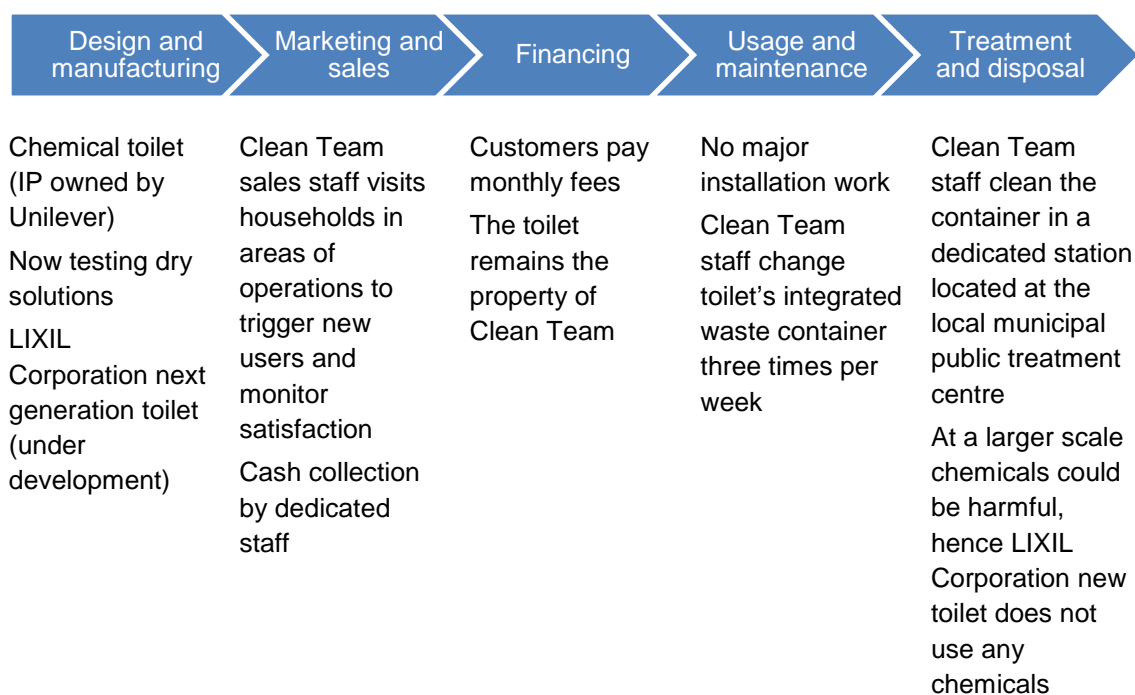 Design and
manufacturing
Marketing and
sales
Financing
Usage and
maintenance
Treatment
and disposal
Chemical toilet
(IP owned by
Unilever)
Now testing dry
solutions
LIXIL
Corporation next
generation toilet
(under
development)
Clean Team
sales staff visits
households in
areas of
operations to
trigger new
users and
monitor
satisfaction
Cash collection
by dedicated
staff
Customers pay
monthly fees
The toilet
remains the
property of
Clean Team
No major
installation work
Clean Team
staff change
toilet's integrated
waste container
three times per
week
Clean Team
staff clean the
container in a
dedicated station
located at the
local municipal
public treatment
centre
At a larger scale
chemicals could
be harmful,
hence LIXIL
Corporation new
toilet does not
use any
chemicals